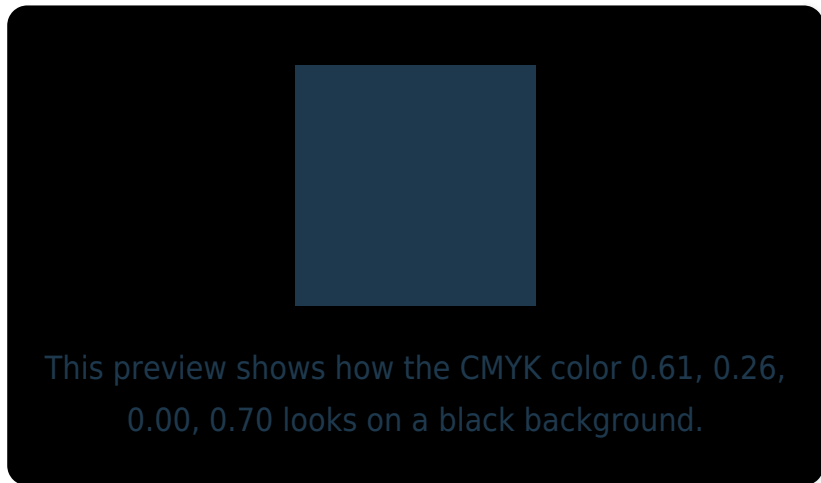 This preview shows how the CMYK color 0.61, 0.26,
0.00, 0.70 looks on a black background.